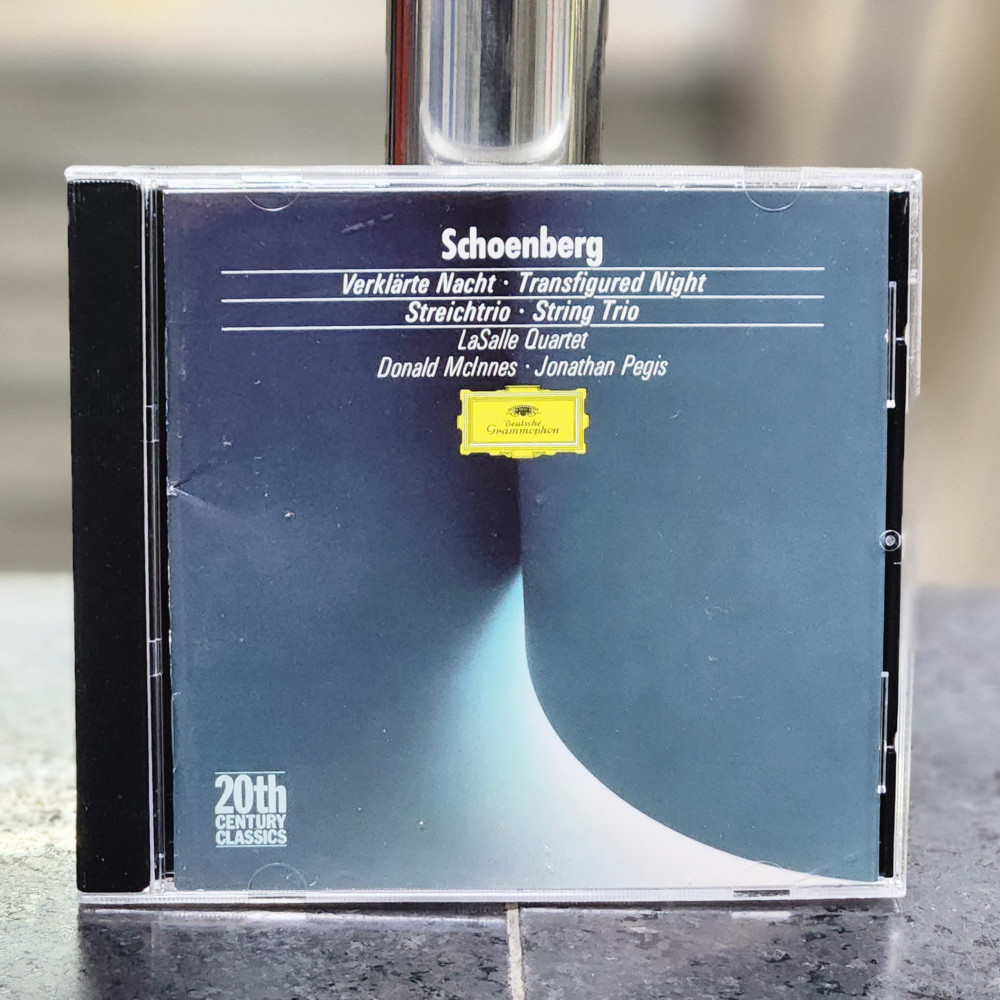 Schoenberg
Verklärte Nacht · Transfigured Night
Streichtrio · String Trio
LaSalle Quartet
Donald McInnes · Jonathan Pegis
Deutsche
Grammophon
20th
CENTURY
CLASSICS